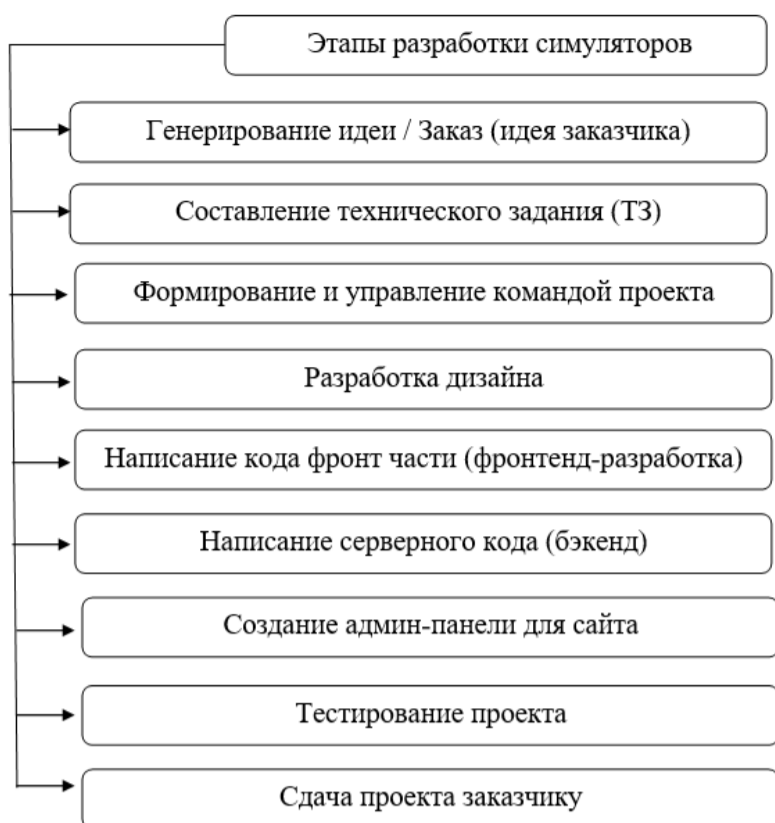 Этапы разработки симуляторов
Генерирование идеи / Заказ (идея заказчика)
Составление технического задания (ТЗ)
Формирование и управление командой проекта
Разработка дизайна
Написание кода фронт части (фронтенд-разработка)
Написание серверного кода (бэкенд)
Создание админ-панели для сайта
Тестирование проекта
Сдача проекта заказчику